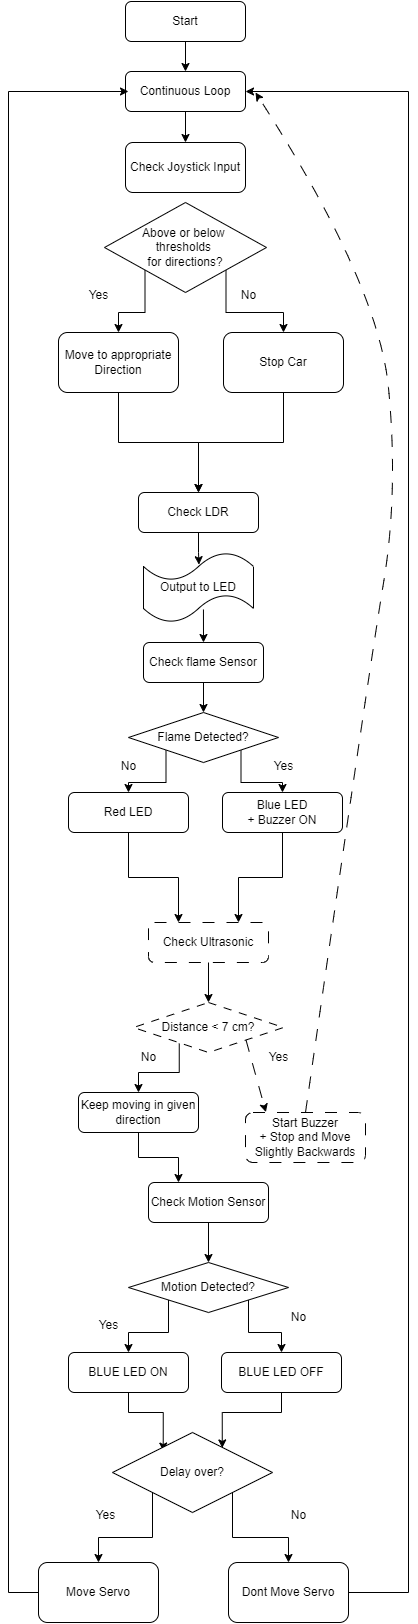 Start
Continuous Loop
Check Joystick Input
Above or below
thresholds
for directions?
Yes
No
Move to appropriate
Direction
Stop Car
Check LDR
Output to LED
Check flame Sensor
Flame Detected?
No
Yes
Red LED
Blue LED
+ Buzzer ON
Check Ultrasonic
Distance < 7 cm?
No
Yes
Keep moving in given
direction
Start Buzzer
+ Stop and Move
Slightly Backwards
Check Motion Sensor
Motion Detected?
Yes
No
BLUE LED ON
BLUE LED OFF
Delay over?
Yes
No
Move Servo
Dont Move Servo